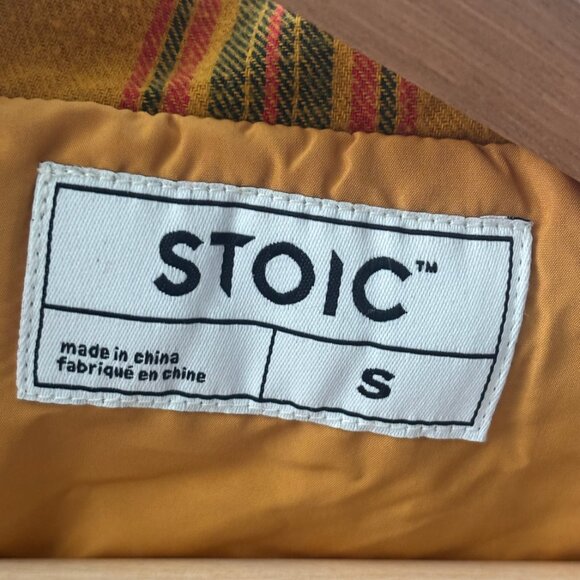 STOIC™
made in china
fabriqué en chine
S